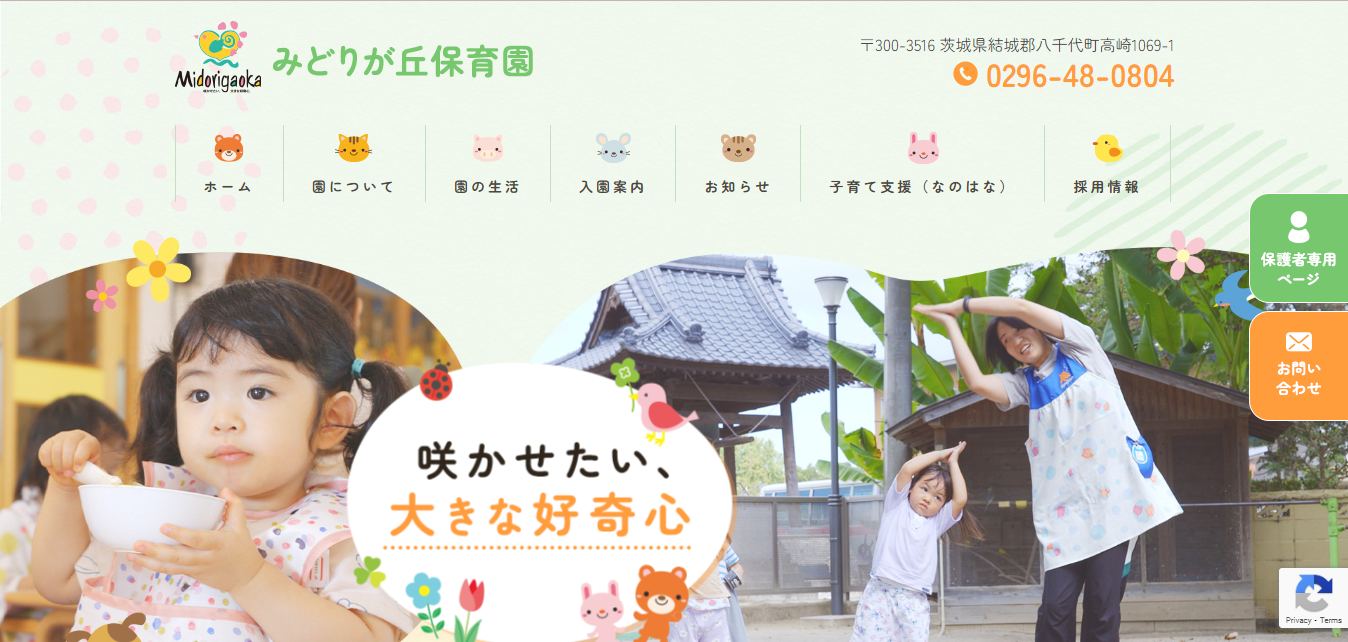 Midorigaoka
みどりが丘保育園
〒300-3516 茨城県結城郡八千代町高崎1069-1
0296-48-0804
ホーム
園について
園の生活
入園案内
お知らせ
子育て支援（なのはな）
採用情報
保護者専用
ページ
お問い
合わせ
咲かせたい、
大きな好奇心
Privacy - Terms